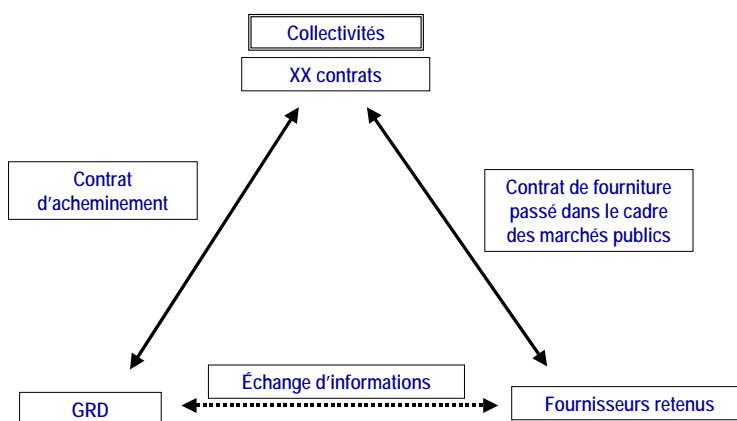 Collectivités
XX contrats
Contrat
d'acheminement
Contrat de fourniture
passé dans le cadre
des marchés publics
Échange d'informations
GRD
Fournisseurs retenus